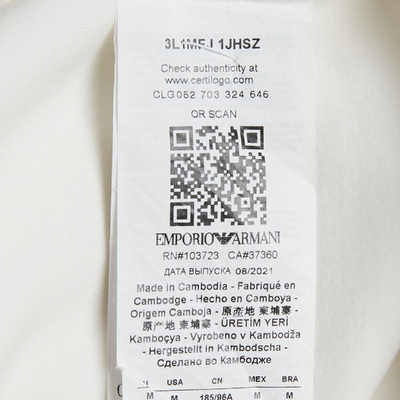 3L1MFJ 1JHSZ
Check authenticity at
www.certilogo.com
CLG052 703 324 646
QR SCAN
EMPORIO ARMANI
RN#103723 CA#37360
ДАТА ВЫПУСКА 08/2021
Made in Cambodia - Fabriqué en
Cambodge - Hecho en Camboya -
Origem Camboja - 原産地 柬埔寨
- 原产地 柬埔寨 - ÜRETİM YERİ
Kamboçya - Vyrobeno v Kambodža
- Hergestellt in Kambodscha -
Сделано во Камбодже
USA CN MEX BRA
M M 185/96A M M